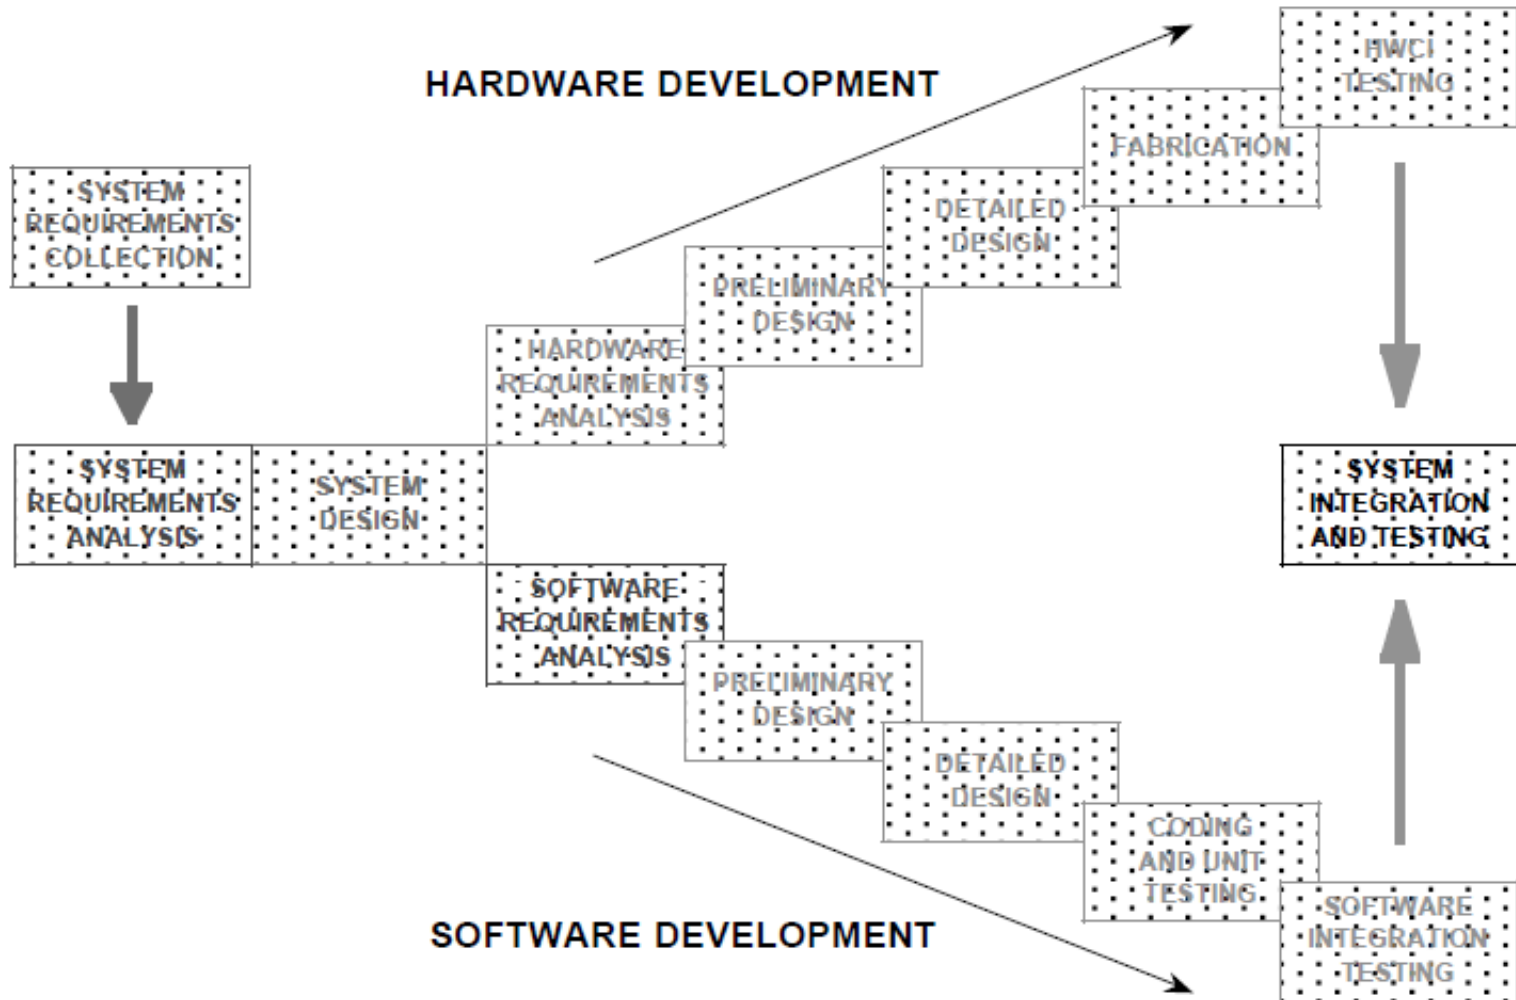 HARDWARE DEVELOPMENT
HWCI
TESTING
FABRICATION
DETAILED
DESIGN
PRELIMINARY
DESIGN
HARDWARE
REQUIREMENTS
ANALYSIS
SYSTEM
REQUIREMENTS
COLLECTION
SYSTEM
REQUIREMENTS
ANALYSIS
SYSTEM
DESIGN
SYSTEM
INTEGRATION
AND TESTING
SOFTWARE
REQUIREMENTS
ANALYSIS
PRELIMINARY
DESIGN
DETAILED
DESIGN
CODING
AND UNIT
TESTING
SOFTWARE
INTEGRATION
TESTING
SOFTWARE DEVELOPMENT